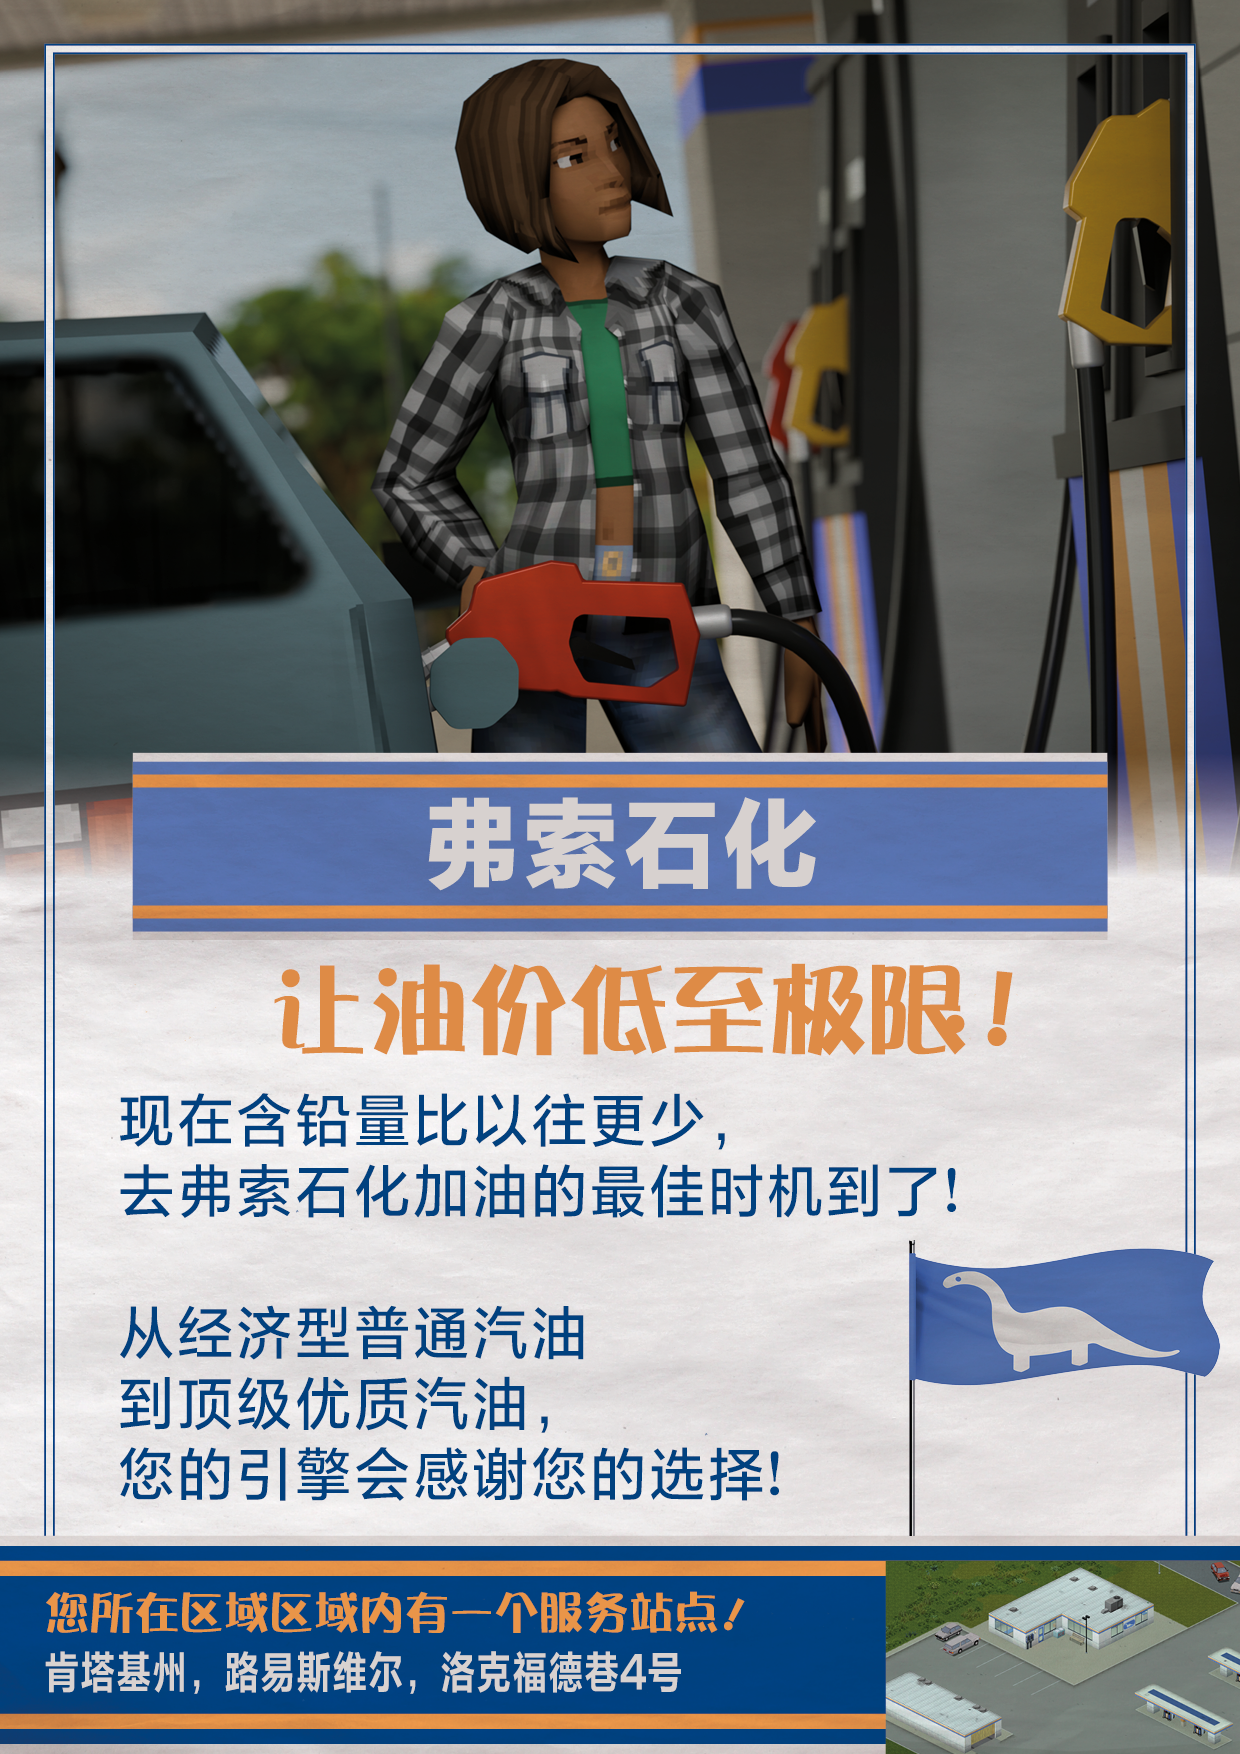 弗索石化
让油价低至极限！
现在含铅量比以往更少，
去弗索石化加油的最佳时机到了！
从经济型普通汽油
到顶级优质汽油，
您的引擎会感谢您的选择！
您所在区域区域内有一个服务站点！
肯塔基州，路易斯维尔，洛克福德巷4号